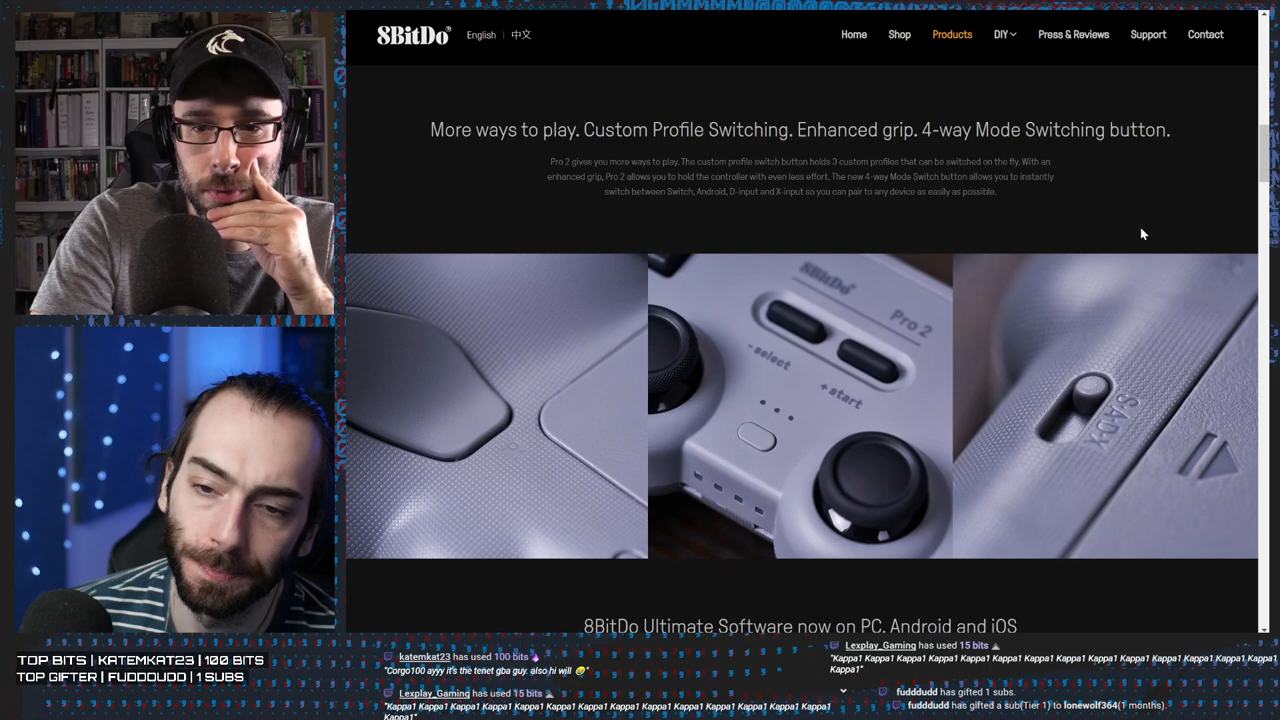 8BitDo
English | 中文
Home Shop Products DIY Press & Reviews Support Contact
More ways to play. Custom Profile Switching. Enhanced grip. 4-way Mode Switching button.
Pro 2 gives you more ways to play. The custom profile switch button holds 3 custom profiles that can be switched on the fly. With an
enhanced grip, Pro 2 allows you to hold the controller with even less effort. The new 4-way Mode Switch button allows you to instantly
switch between Switch, Android, D-input and X-input so you can pair to any device as easily as possible.
8BitDo
Pro 2
-select
+start
SADX
8BitDo Ultimate Software now on PC, Android and iOS
TOP BITS | KATEMKAT23 | 100 BITS
TOP GIFTER | FUDDDUDD | 1 SUBS
katemkat23 has used 100 bits
"Corgo100 ayyy it's the tenet gba guy. also hi will 😅"
Lexplay_Gaming has used 15 bits
"Kappa1 Kappa1 Kappa1 Kappa1 Kappa1 Kappa1 Kappa1 Kappa1 Kappa1 Kappa1 Kappa1 Kappa1
Kappa1"
Lexplay_Gaming has used 15 bits
"Kappa1 Kappa1 Kappa1 Kappa1 Kappa1 Kappa1 Kappa1 Kappa1 Kappa1 Kappa1 Kappa1 Kappa1
Kappa1"
fudddudd has gifted 1 subs.
fudddudd has gifted a sub(Tier 1) to lonewolf364(1 months).